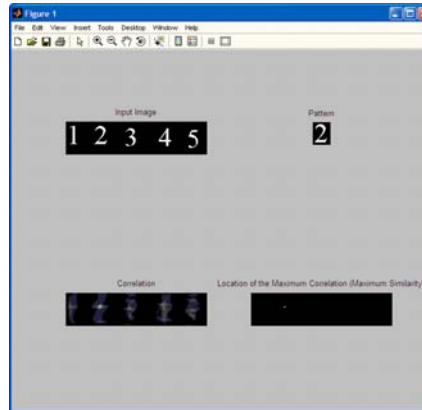 Figure 1
File Edit View Insert Tools Desktop Window Help
Input Image
1 2 3 4 5
Pattern
2
Correlation
Location of the Maximum Correlation (Maximum Similarity)